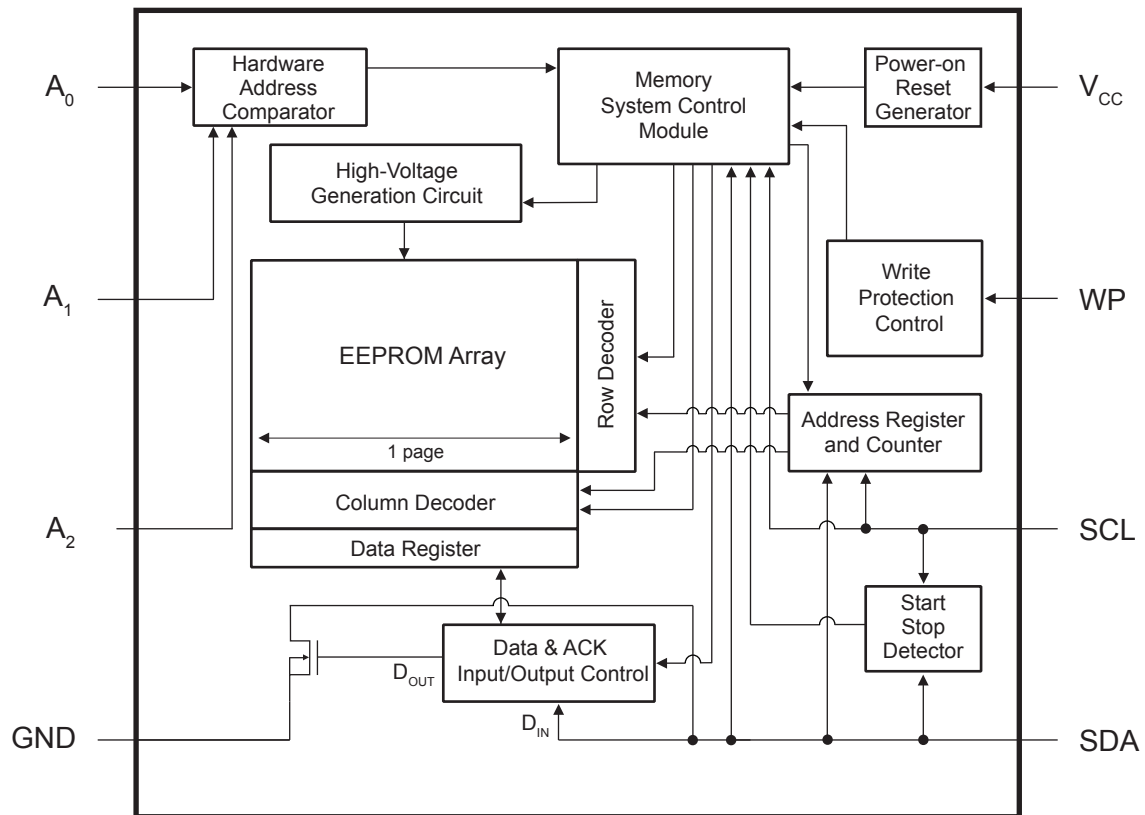 Hardware
Address
Comparator
Memory
System Control
Module
Power-on
Reset
Generator
A0
VCC
High-Voltage
Generation Circuit
Write
Protection
Control
A1
WP
EEPROM Array
Row Decoder
1 page
Address Register
and Counter
Column Decoder
A2
SCL
Data Register
Start
Stop
Detector
Data & ACK
Input/Output Control
DOUT
DIN
GND
SDA